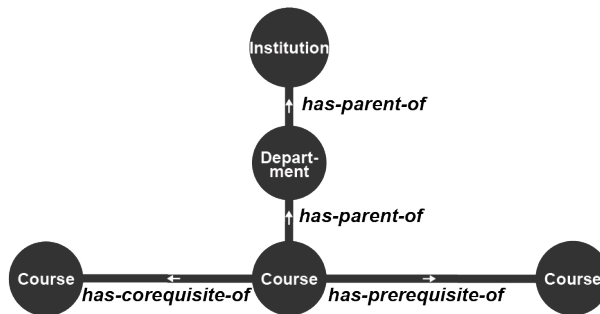 Institution
has-parent-of
Depart-
ment
has-parent-of
Course
Course
Course
has-corequisite-of
has-prerequisite-of